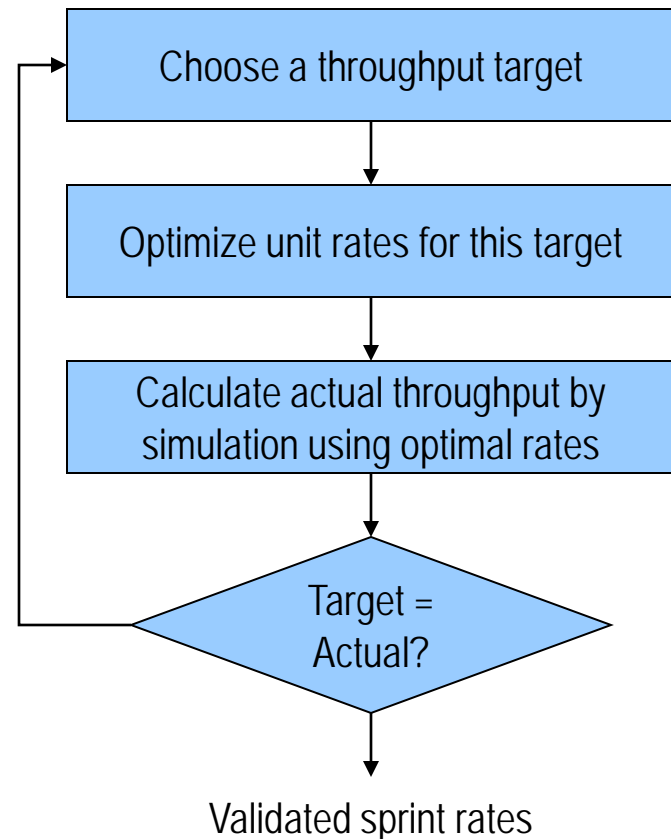 Choose a throughput target
Optimize unit rates for this target
Calculate actual throughput by
simulation using optimal rates
Target =
Actual?
Validated sprint rates